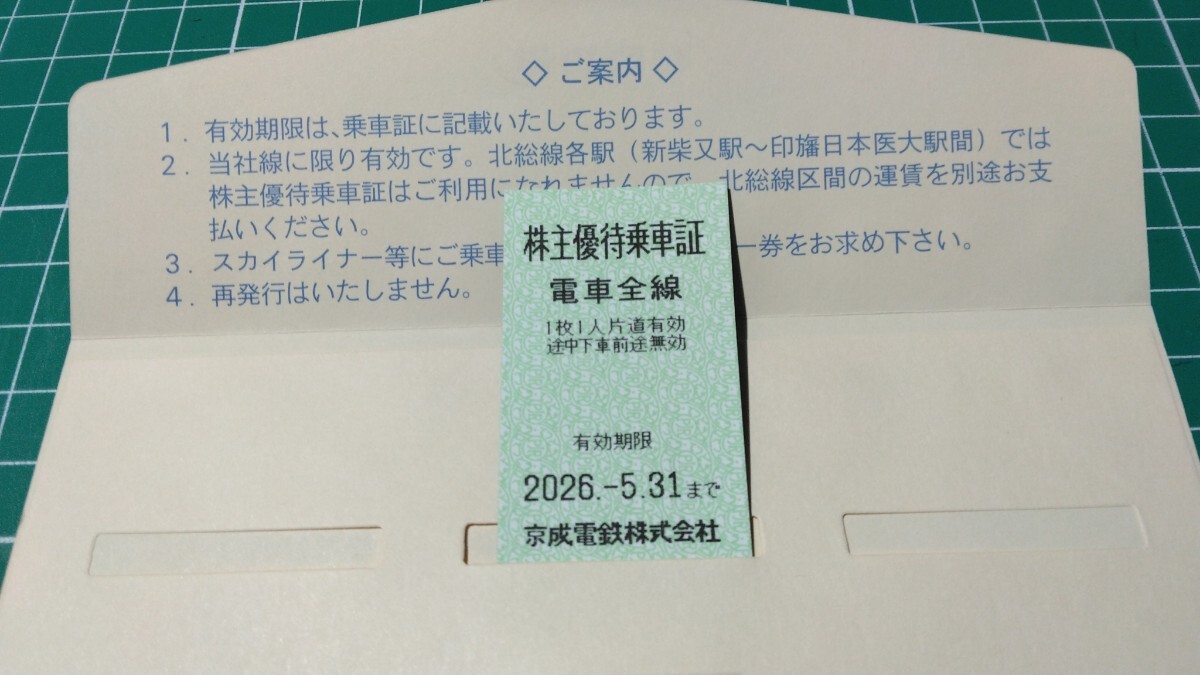 ◇ ご案内 ◇
1．有効期限は、乗車証に記載いたしております。
2．当社線に限り有効です。北総線各駅（新柴又駅〜印旛日本医大駅間）では
株主優待乗車証はご利用になれませんので、北総線区間の運賃を別途お支
払いください。
3．スカイライナー等にご乗車
ー券をお求め下さい。
4．再発行はいたしません。
株主優待乗車証
電車全線
1枚1人片道有効
途中下車前途無効
有効期限
2026.-5.31まで
京成電鉄株式会社